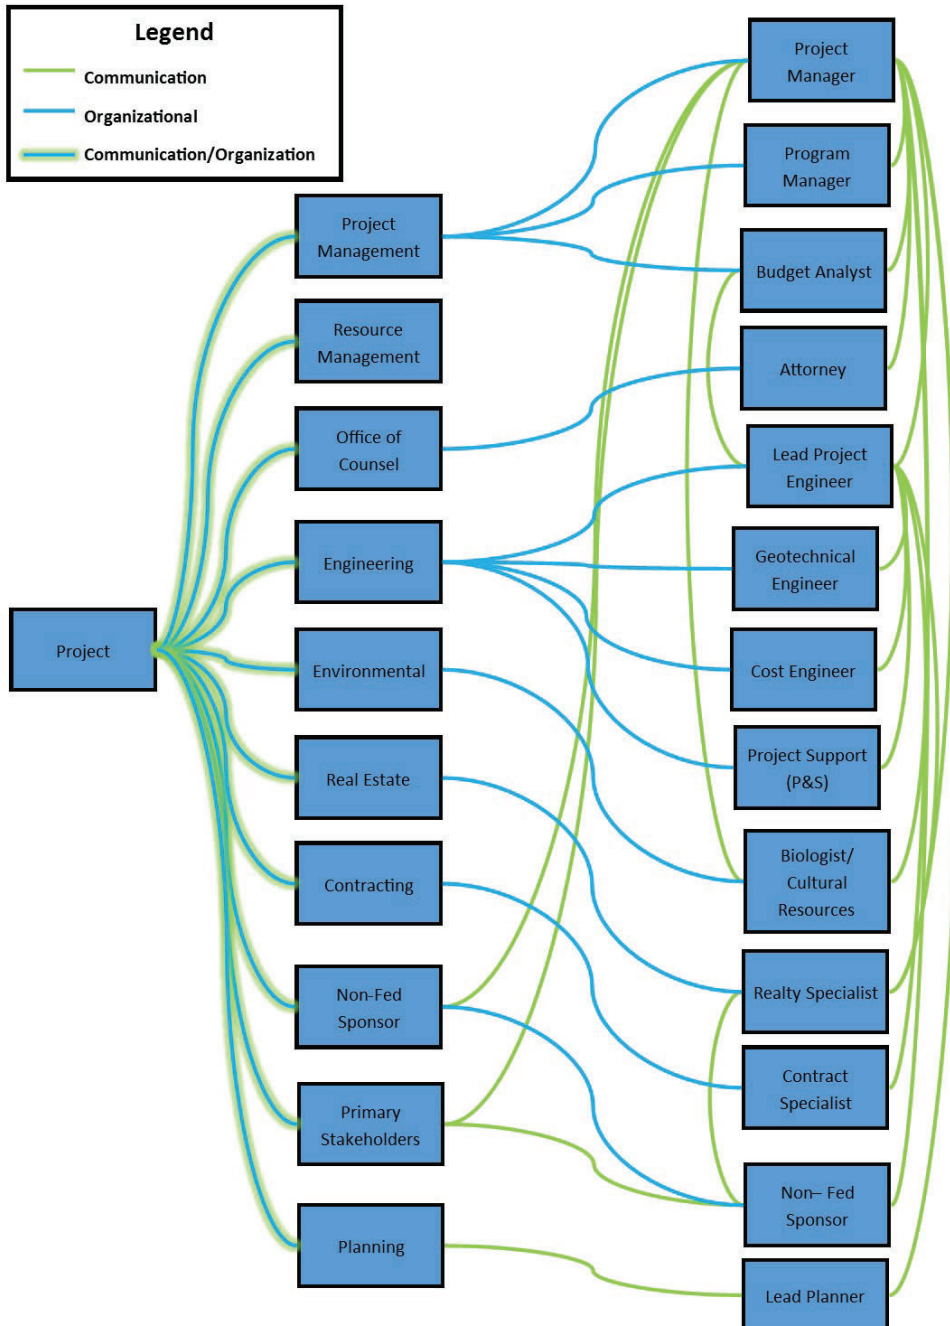 Legend
Communication
Organizational
Communication/Organization
Project
Project
Management
Resource
Management
Office of
Counsel
Engineering
Environmental
Real Estate
Contracting
Non-Fed
Sponsor
Primary
Stakeholders
Planning
Project
Manager
Program
Manager
Budget Analyst
Attorney
Lead Project
Engineer
Geotechnical
Engineer
Cost Engineer
Project Support
(P&S)
Biologist/
Cultural
Resources
Realty Specialist
Contract
Specialist
Non– Fed
Sponsor
Lead Planner